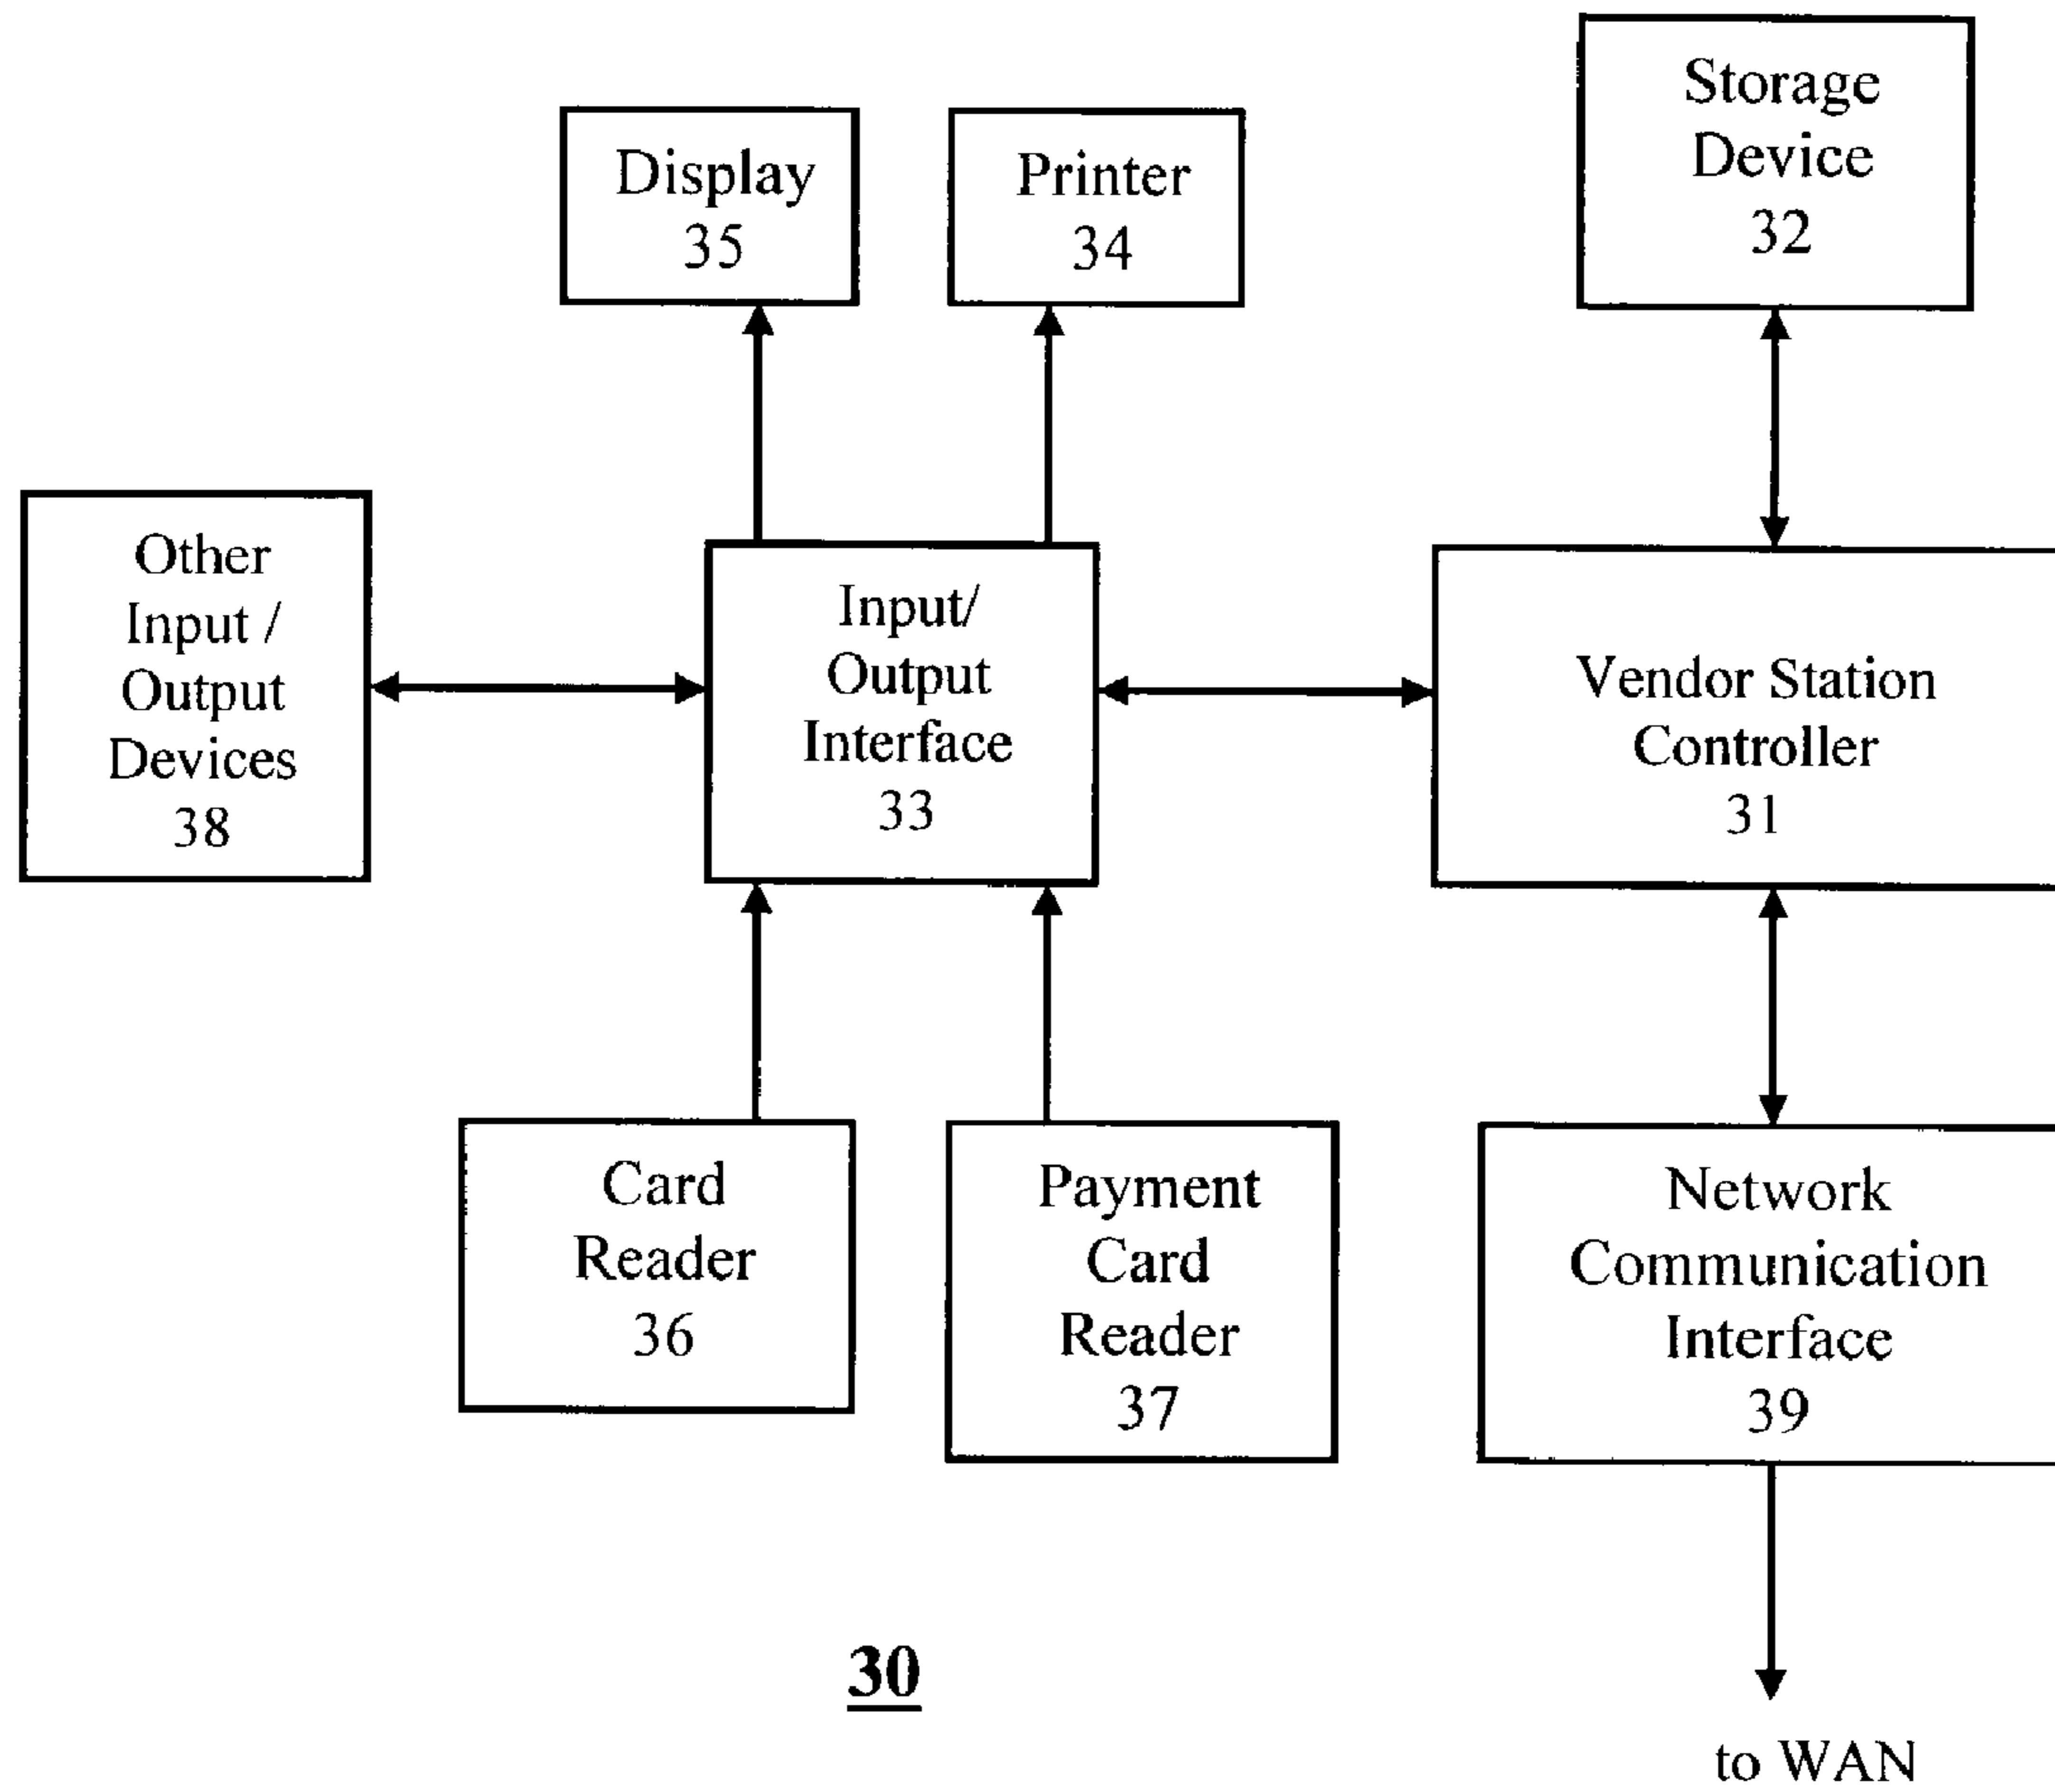 Storage
Device
32
Display
35
Printer
34
Other
Input /
Output
Devices
38
Input/
Output
Interface
33
Vendor Station
Controller
31
Card
Reader
36
Payment
Card
Reader
37
Network
Communication
Interface
39
30
to WAN